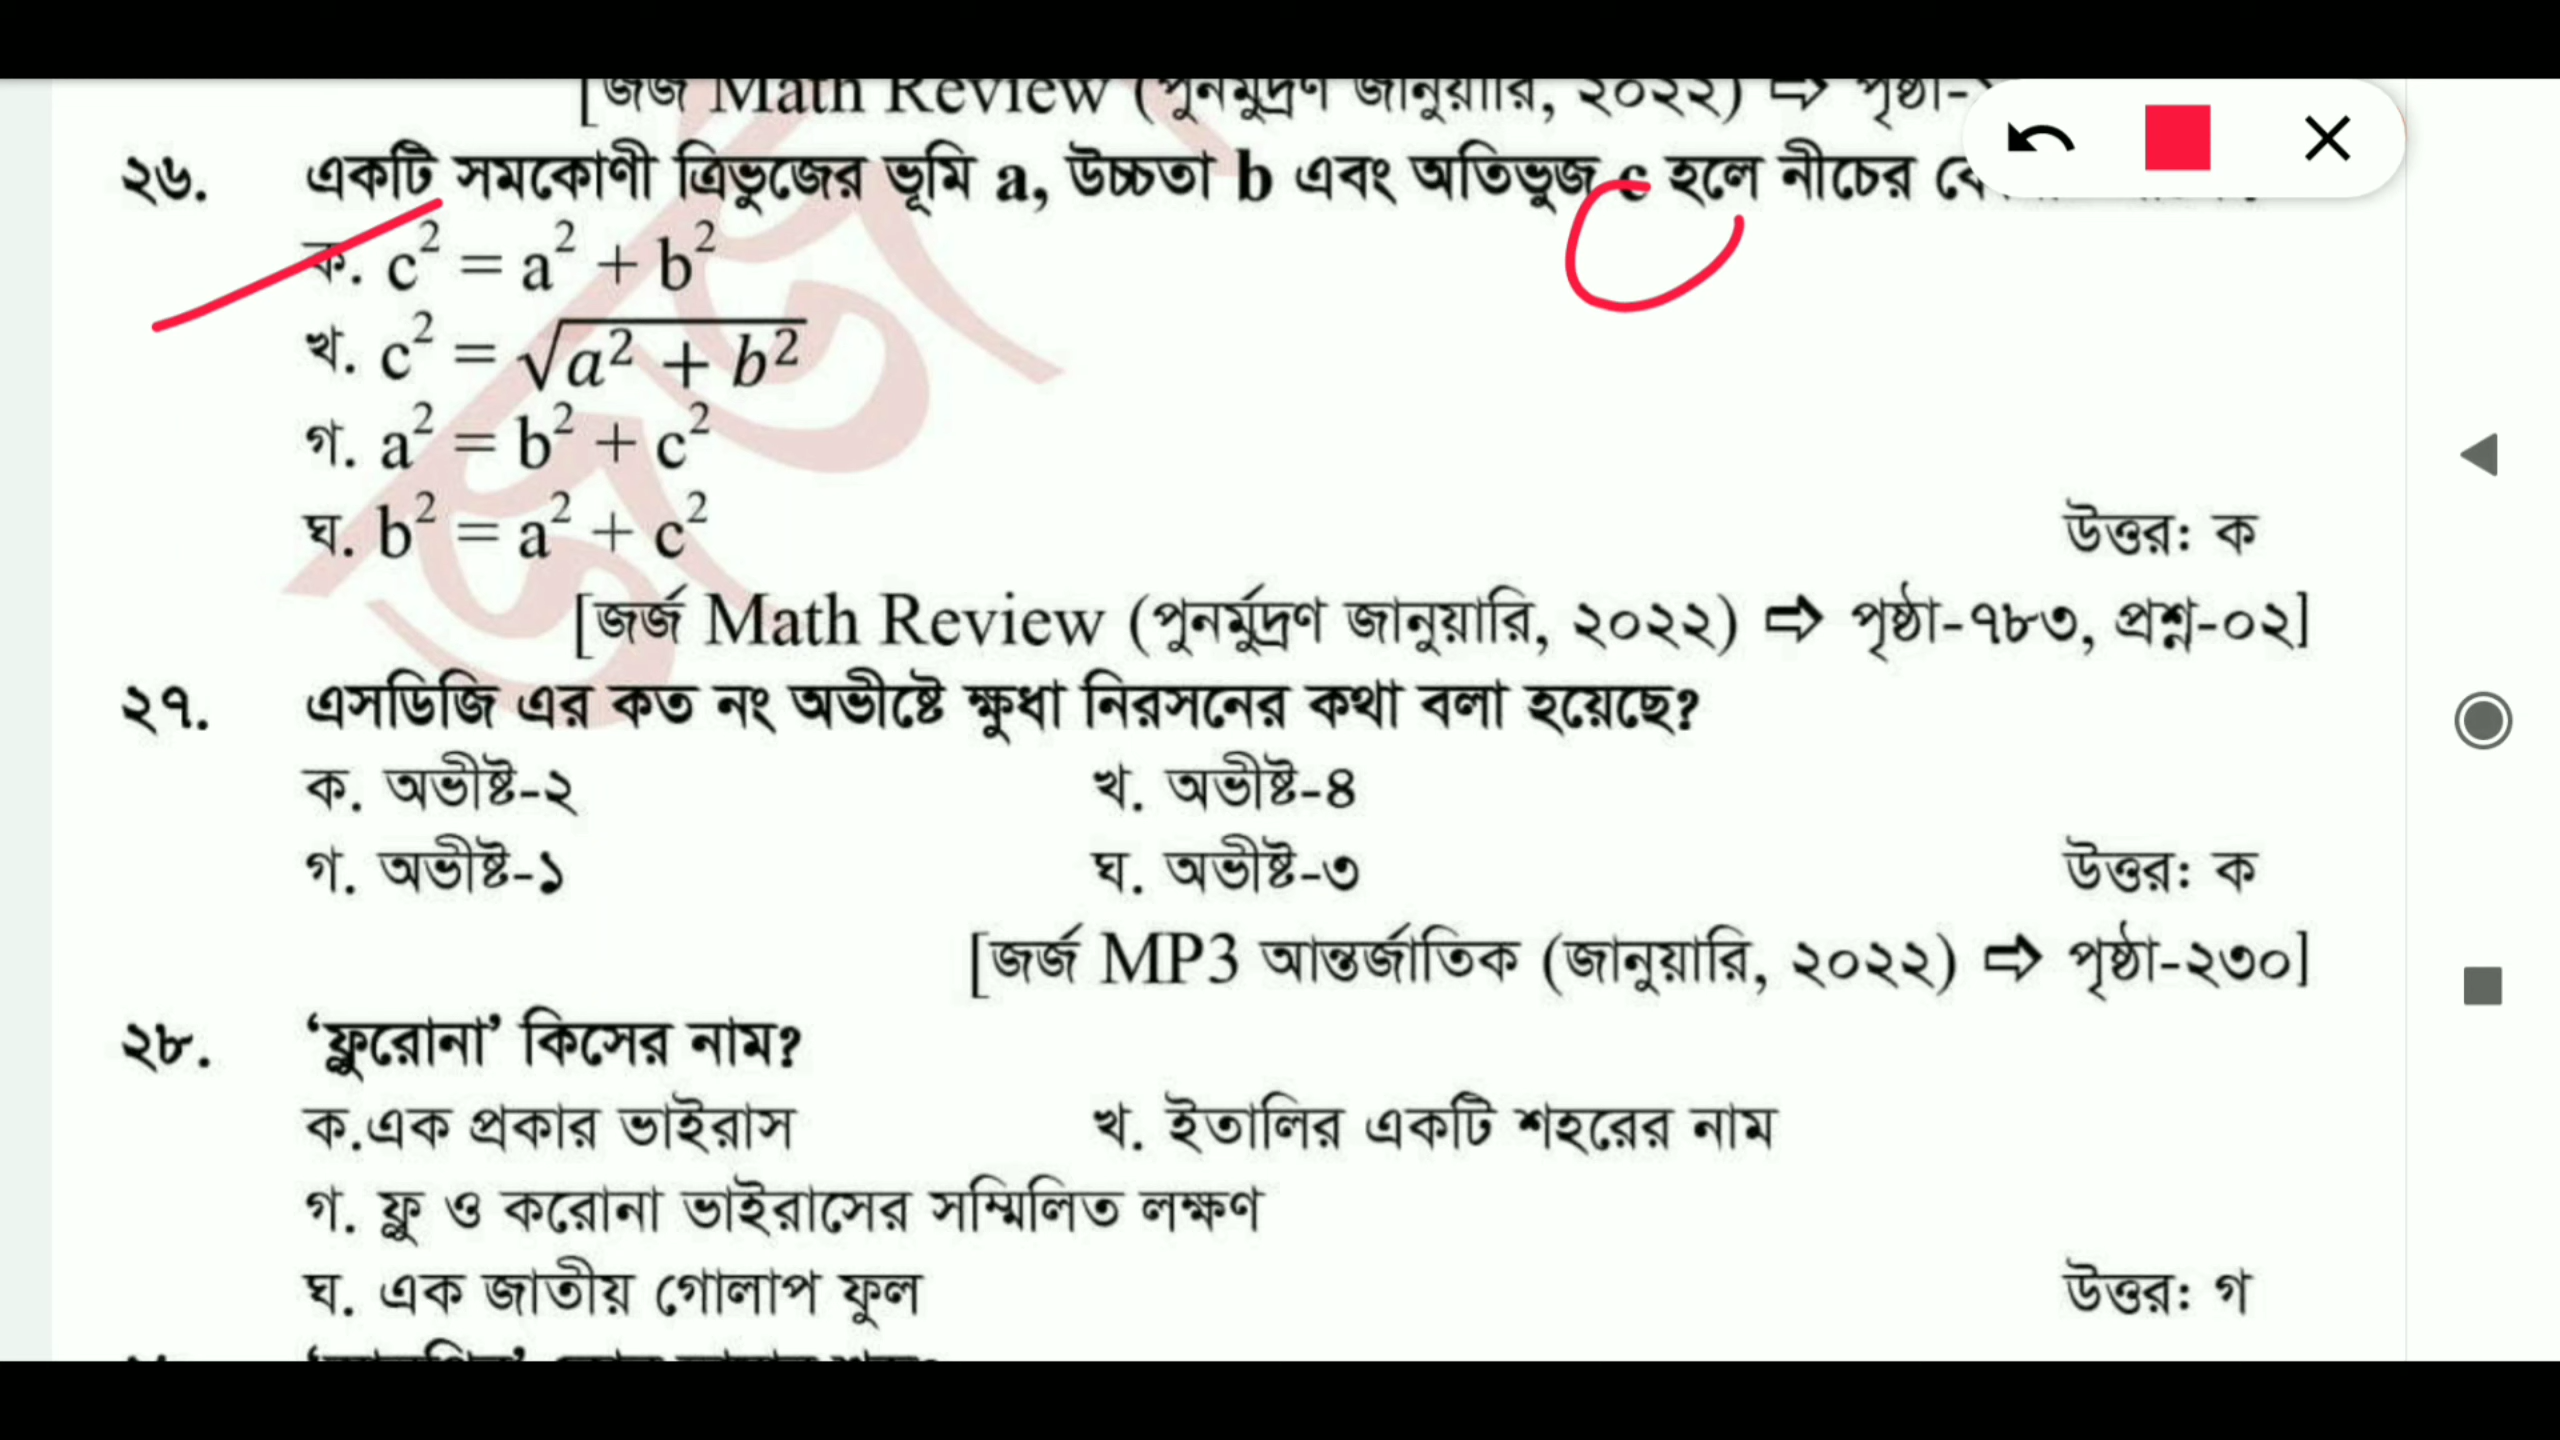 [জর্জ Math Review (পুনর্মুদ্রণ জানুয়ারি, ২০২২) ⇨ পৃষ্ঠা-
২৬. একটি সমকোণী ত্রিভুজের ভূমি a, উচ্চতা b এবং অতিভুজ c হলে নীচের
ক. c² = a² + b²
খ. c² = √a² + b²
গ. a² = b² + c²
ঘ. b² = a² + c² উত্তরঃ ক
[জর্জ Math Review (পুনর্মুদ্রণ জানুয়ারি, ২০২২) ⇨ পৃষ্ঠা-৭৮৩, প্রশ্ন-০২]
২৭. এসডিজি এর কত নং অভীষ্টে ক্ষুধা নিরসনের কথা বলা হয়েছে?
ক. অভীষ্ট-২ খ. অভীষ্ট-৪
গ. অভীষ্ট-১ ঘ. অভীষ্ট-৩ উত্তরঃ ক
[জর্জ MP3 আন্তর্জাতিক (জানুয়ারি, ২০২২) ⇨ পৃষ্ঠা-২৩০]
২৮. ‘ফ্লুরোনা’ কিসের নাম?
ক.এক প্রকার ভাইরাস খ. ইতালির একটি শহরের নাম
গ. ফ্লু ও করোনা ভাইরাসের সম্মিলিত লক্ষণ
ঘ. এক জাতীয় গোলাপ ফুল উত্তরঃ গ